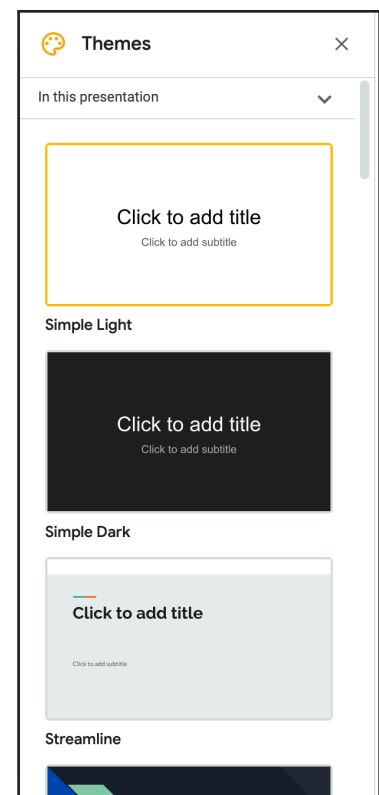 Themes
In this presentation
Click to add title
Click to add subtitle
Simple Light
Click to add title
Click to add subtitle
Simple Dark
Click to add title
Click to add subtitle
Streamline